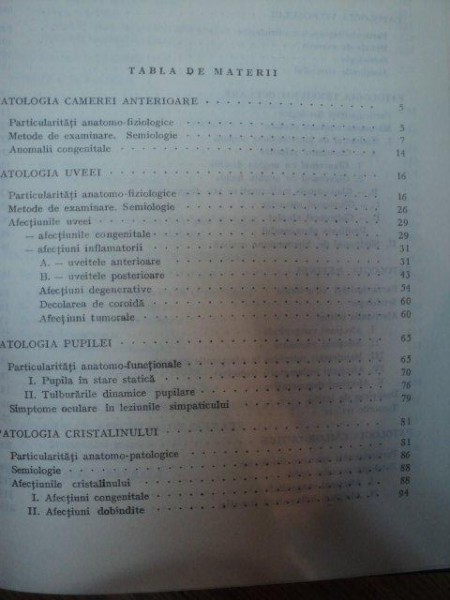 TABLA DE MATERII
ATOLOGIA CAMEREI ANTERIOARE 5
Particularități anatomo-fiziologice 5
Metode de examinare. Semiologie 7
Anomalii congenitale 14
ATOLOGIA UVEEI 16
Particularități anatomo-fiziologice 16
Metode de examinare. Semiologie 26
Afecțiunile uveei 29
— afecțiunile congenitale 29
— afecțiuni inflamatorii 31
A. — uveitele anterioare 31
B. — uveitele posterioare 43
Afecțiuni degenerative 54
Decolarea de coroidă 60
Afecțiuni tumorale 60
ATOLOGIA PUPILEI 65
Particularități anatomo-funcționale 65
I. Pupila în stare statică 70
II. Tulburările dinamice pupilare 76
Simptome oculare în leziunile simpaticului 79
PATOLOGIA CRISTALINULUI 81
Particularități anatomo-patologice 81
Semiologie 86
Afecțiunile cristalinului 88
I. Afecțiuni congenitale 88
II. Afecțiuni dobîndite 94